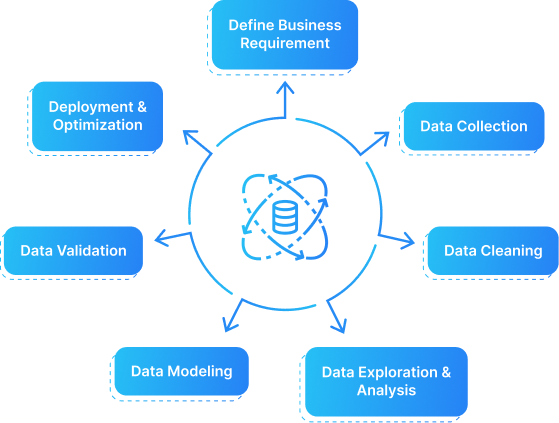 Define Business
Requirement
Data Collection
Data Cleaning
Data Exploration &
Analysis
Data Modeling
Data Validation
Deployment &
Optimization